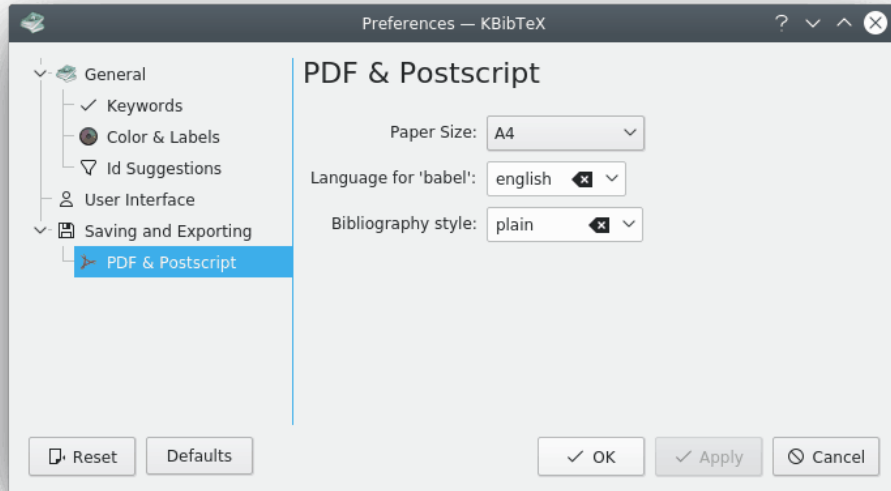 Preferences — KBibTeX
General
Keywords
Color & Labels
Id Suggestions
User Interface
Saving and Exporting
PDF & Postscript
PDF & Postscript
Paper Size: A4
Language for 'babel': english
Bibliography style: plain
Reset Defaults OK Apply Cancel